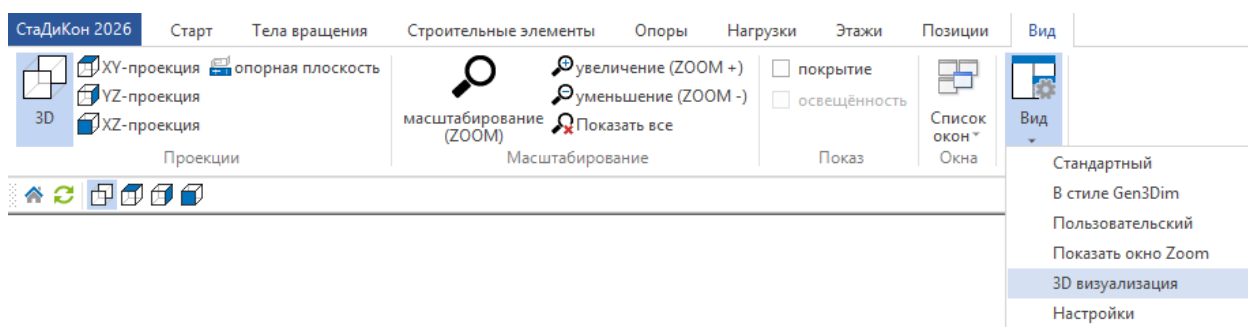 СтаДиКон 2026 Старт Тела вращения Строительные элементы Опоры Нагрузки Этажи Позиции Вид
XY-проекция опорная плоскость
YZ-проекция
XZ-проекция
3D
Проекции
масштабирование
(ZOOM)
увеличение (ZOOM +)
уменьшение (ZOOM -)
Показать все
Масштабирование
покрытие
освещённость
Показ
Список
окон
Окна
Вид
Стандартный
В стиле Gen3Dim
Пользовательский
Показать окно Zoom
3D визуализация
Настройки